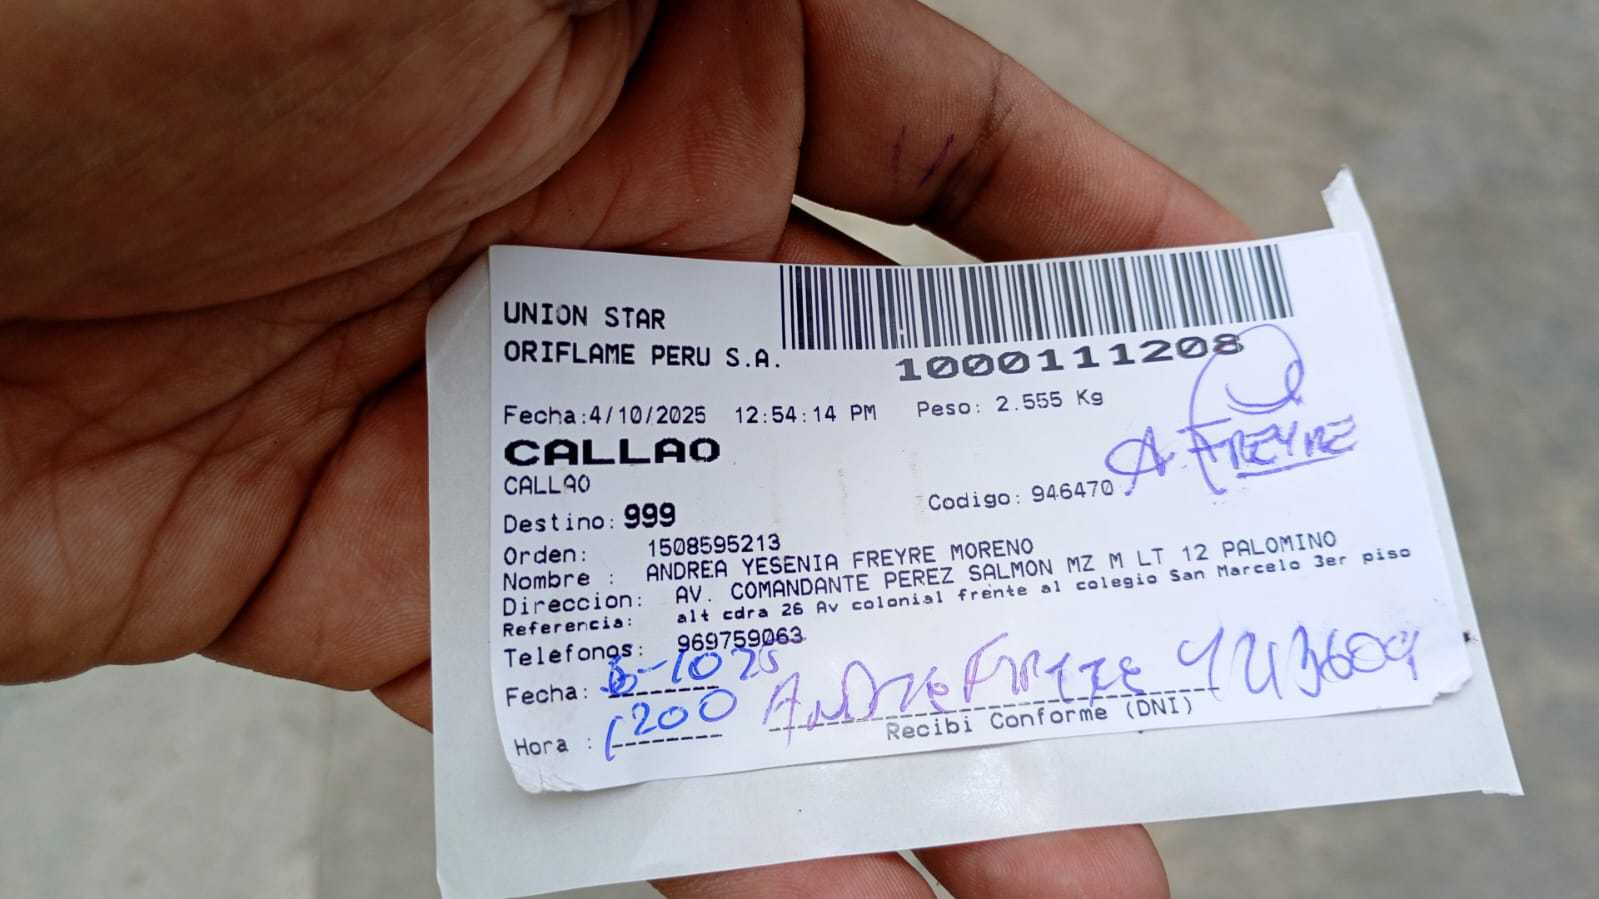 UNION STAR
ORIFLAME PERU S.A.
1000111208
Fecha:4/10/2025 12:54:14 PM Peso: 2.555 Kg
CALLAO
A. FREYRE
CALLAO
Destino: 999 Codigo: 946470
Orden: 1508595213
Nombre : ANDREA YESENIA FREYRE MORENO
Direccion: AV. COMANDANTE PEREZ SALMON MZ M LT 12 PALOMINO
Referencia: alt cdra 26 Av colonial frente al colegio San Marcelo 3er piso
Telefonos: 969759063
Fecha: -10 25
Hora : 1200
Recibi Conforme (DNI)